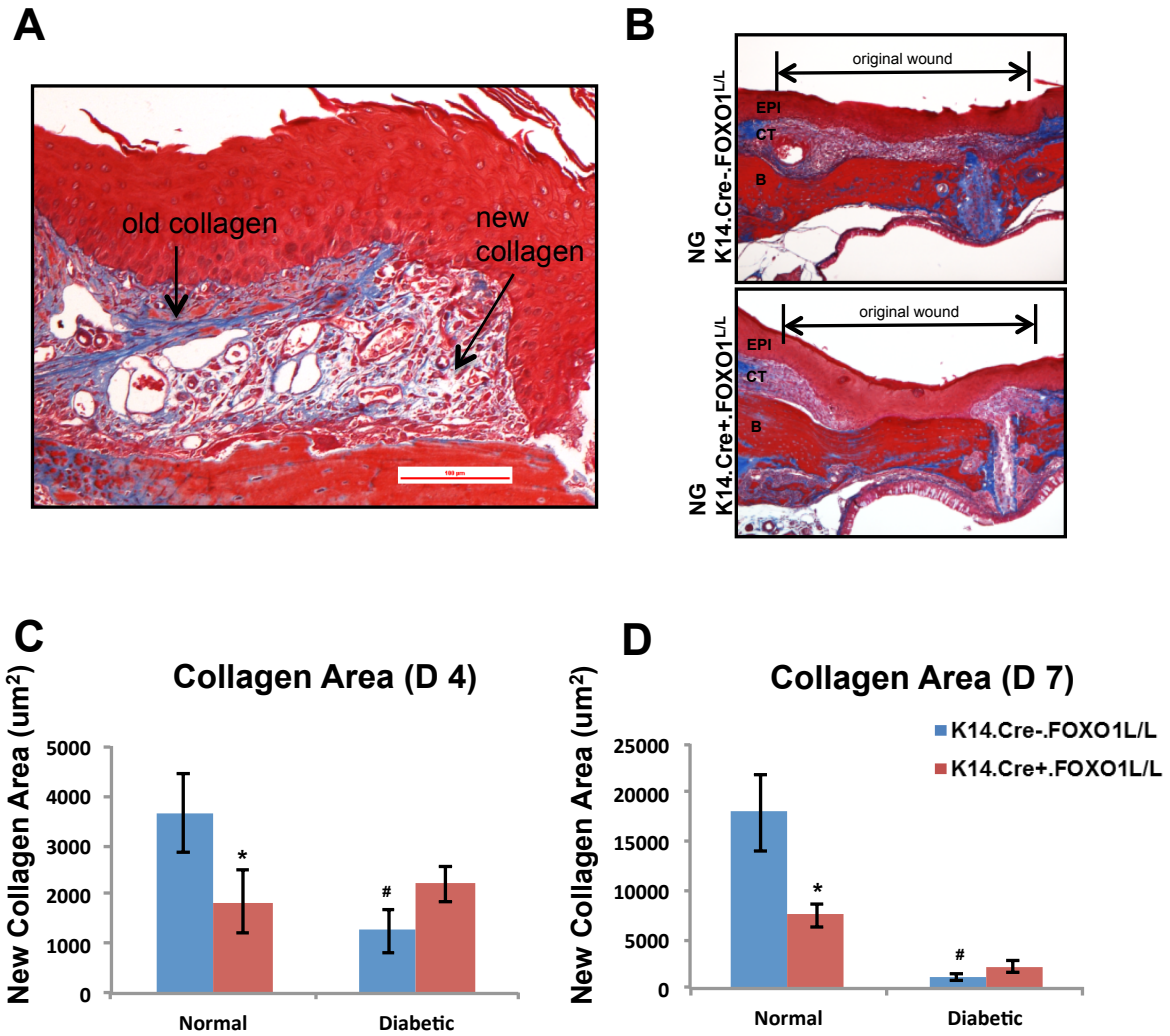 A
old collagen
new
collagen
100 µm
B
original wound
EPI
CT
B
NG
K14.Cre-.FOXO1L/L
original wound
EPI
CT
B
NG
K14.Cre+.FOXO1L/L
C
Collagen Area (D 4)
New Collagen Area (um²)
5000
4000
3000
2000
1000
0
*
#
Normal
Diabetic
D
Collagen Area (D 7)
New Collagen Area (um²)
25000
20000
15000
10000
5000
0
K14.Cre-.FOXO1L/L
K14.Cre+.FOXO1L/L
*
#
Normal
Diabetic